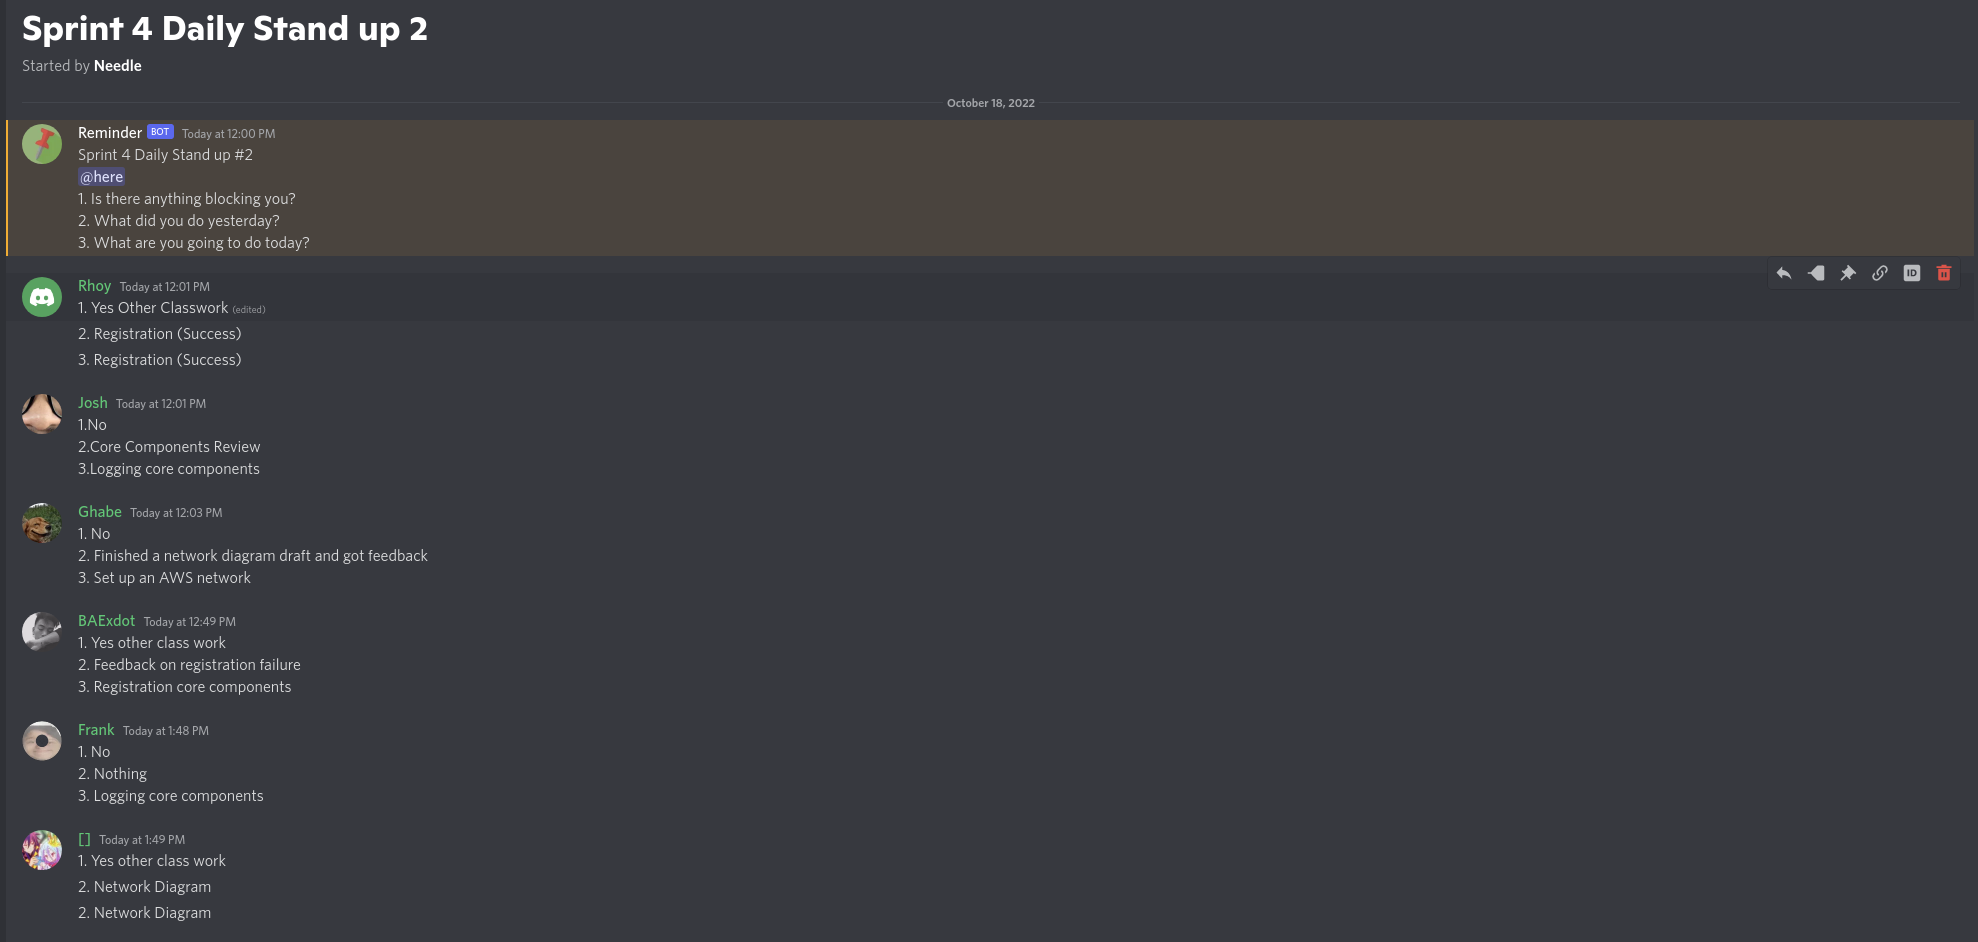 Sprint 4 Daily Stand up 2
Started by Needle
October 18, 2022
Reminder BOT Today at 12:00 PM
Sprint 4 Daily Stand up #2
@here
1. Is there anything blocking you?
2. What did you do yesterday?
3. What are you going to do today?
Rhoy Today at 12:01 PM
1. Yes Other Classwork (edited)
2. Registration (Success)
3. Registration (Success)
Josh Today at 12:01 PM
1.No
2.Core Components Review
3.Logging core components
Ghabe Today at 12:03 PM
1. No
2. Finished a network diagram draft and got feedback
3. Set up an AWS network
BAExdot Today at 12:49 PM
1. Yes other class work
2. Feedback on registration failure
3. Registration core components
Frank Today at 1:48 PM
1. No
2. Nothing
3. Logging core components
[] Today at 1:49 PM
1. Yes other class work
2. Network Diagram
2. Network Diagram
ID